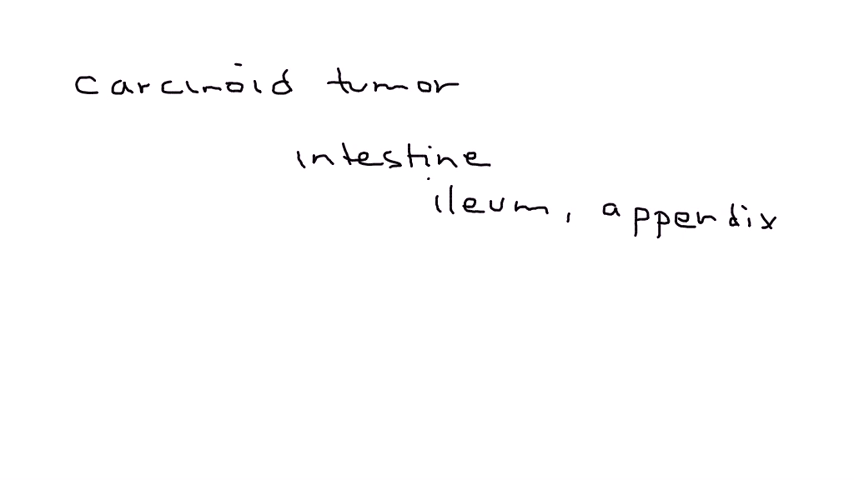 carcinoid tumor
intestine
ileum, appendix